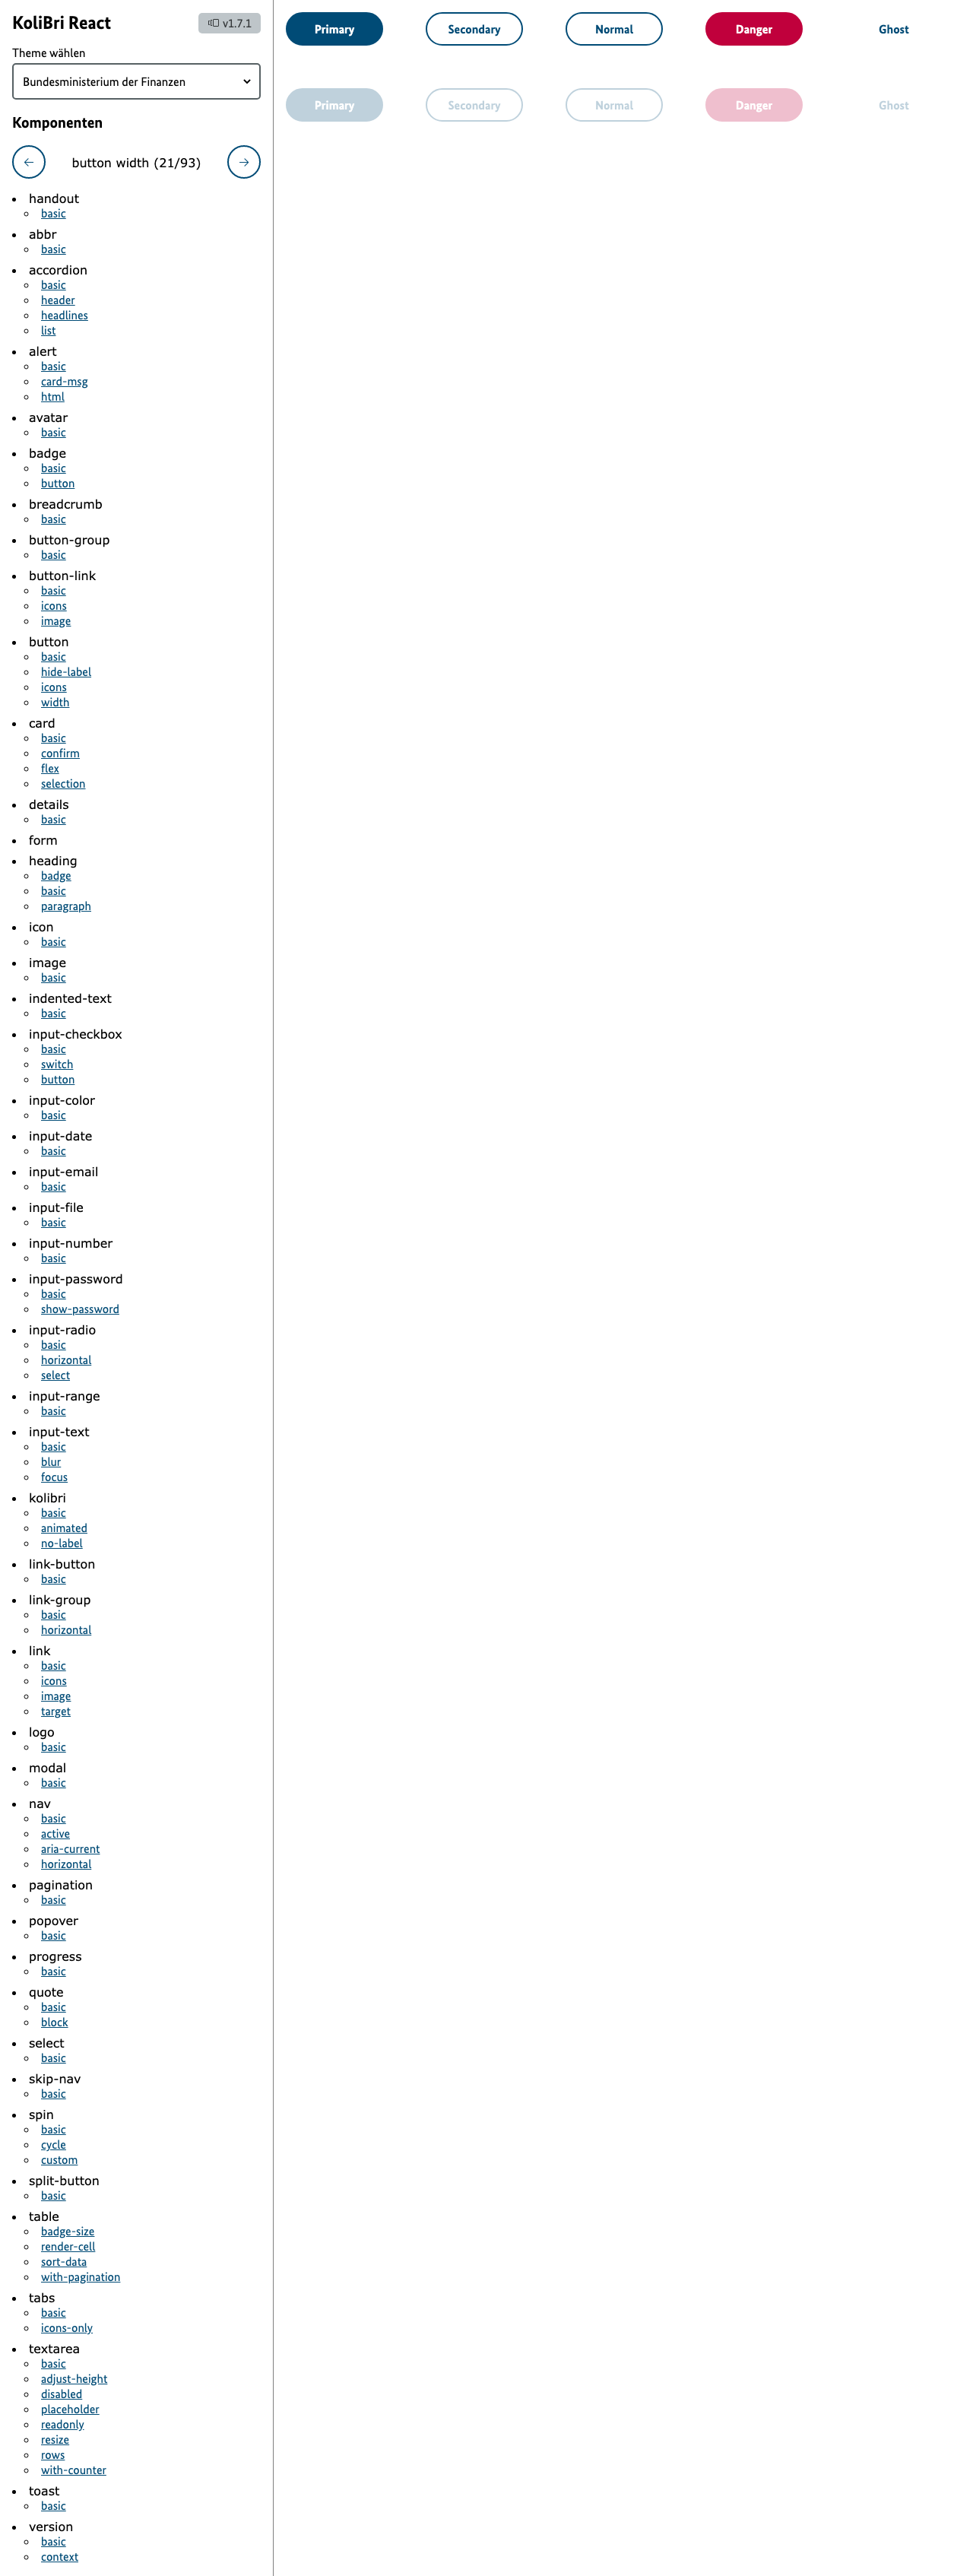 KoliBri React
v1.7.1
Theme wählen
Bundesministerium der Finanzen
Komponenten
button width (21/93)
handout
basic
abbr
basic
accordion
basic
header
headlines
list
alert
basic
card-msg
html
avatar
basic
badge
basic
button
breadcrumb
basic
button-group
basic
button-link
basic
icons
image
button
basic
hide-label
icons
width
card
basic
confirm
flex
selection
details
basic
form
heading
badge
basic
paragraph
icon
basic
image
basic
indented-text
basic
input-checkbox
basic
switch
button
input-color
basic
input-date
basic
input-email
basic
input-file
basic
input-number
basic
input-password
basic
show-password
input-radio
basic
horizontal
select
input-range
basic
input-text
basic
blur
focus
kolibri
basic
animated
no-label
link-button
basic
link-group
basic
horizontal
link
basic
icons
image
target
logo
basic
modal
basic
nav
basic
active
aria-current
horizontal
pagination
basic
popover
basic
progress
basic
quote
basic
block
select
basic
skip-nav
basic
spin
basic
cycle
custom
split-button
basic
table
badge-size
render-cell
sort-data
with-pagination
tabs
basic
icons-only
textarea
basic
adjust-height
disabled
placeholder
readonly
resize
rows
with-counter
toast
basic
version
basic
context
Primary Secondary Normal Danger Ghost
Primary Secondary Normal Danger Ghost